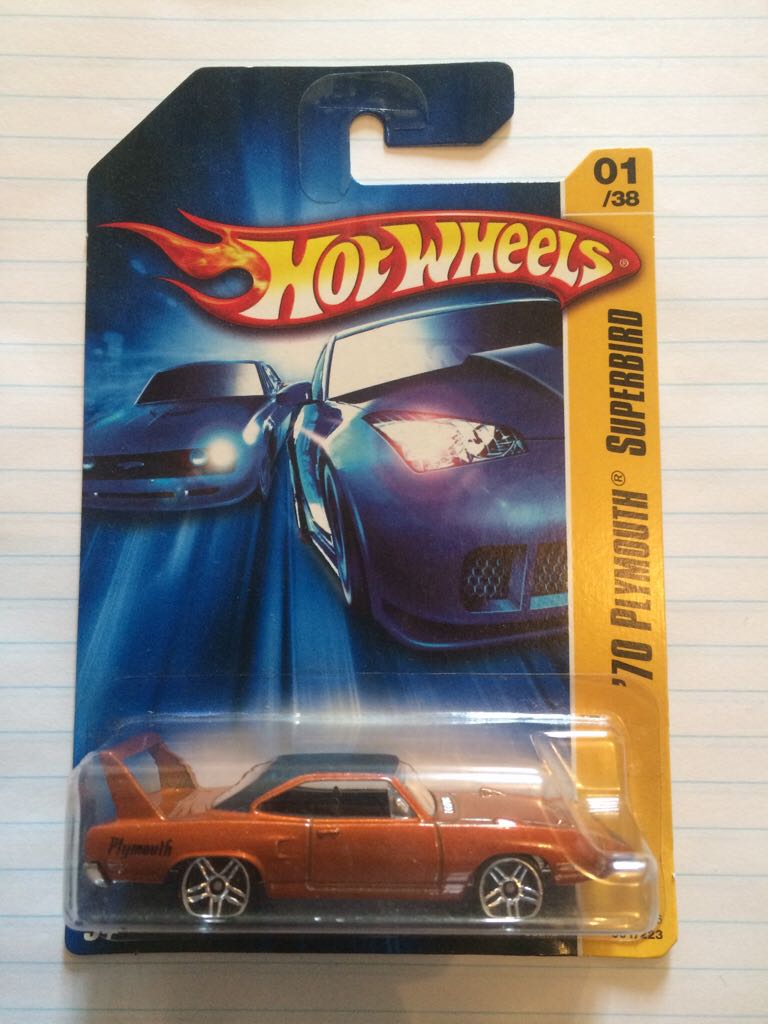 01
/38
HOT WHEELS®
'70 PLYMOUTH® SUPERBIRD
Plymouth